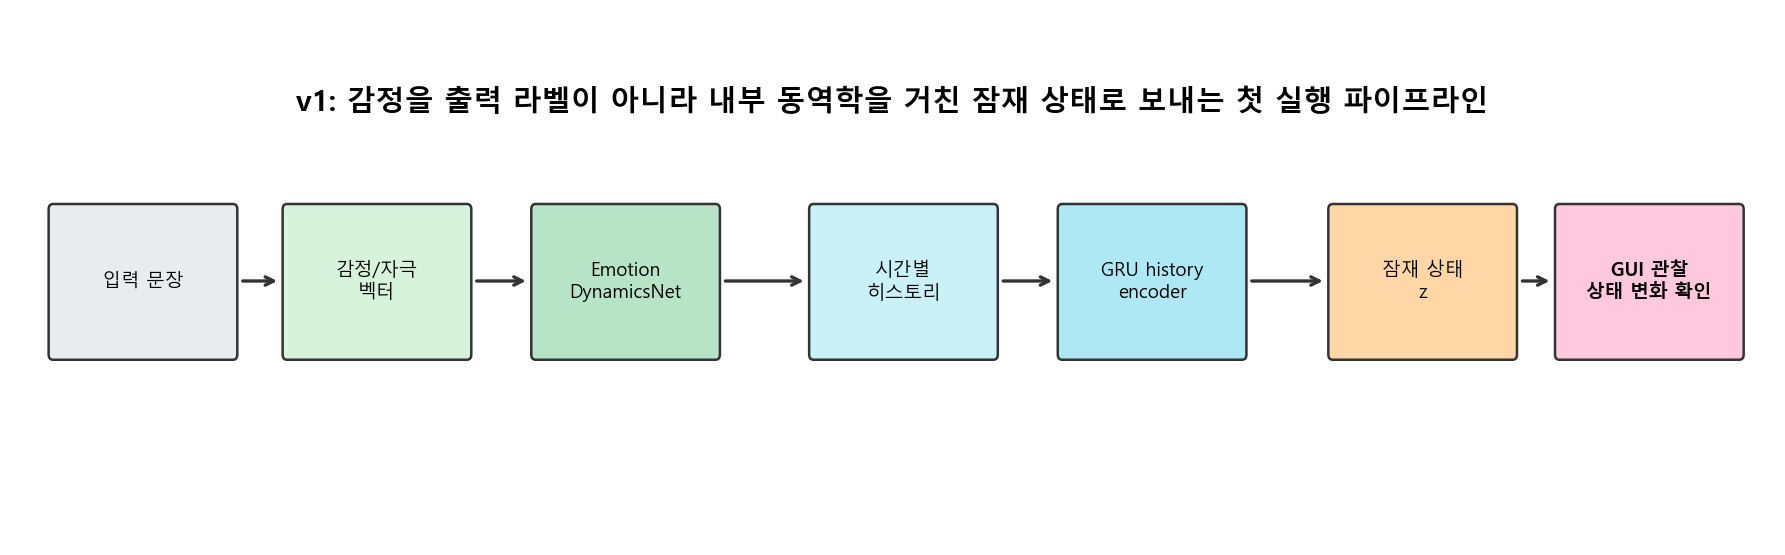 v1: 감정을 출력 라벨이 아니라 내부 동역학을 거친 잠재 상태로 보내는 첫 실행 파이프라인
입력 문장
감정/자극
벡터
Emotion
DynamicsNet
시간별
히스토리
GRU history
encoder
잠재 상태
z
GUI 관찰
상태 변화 확인